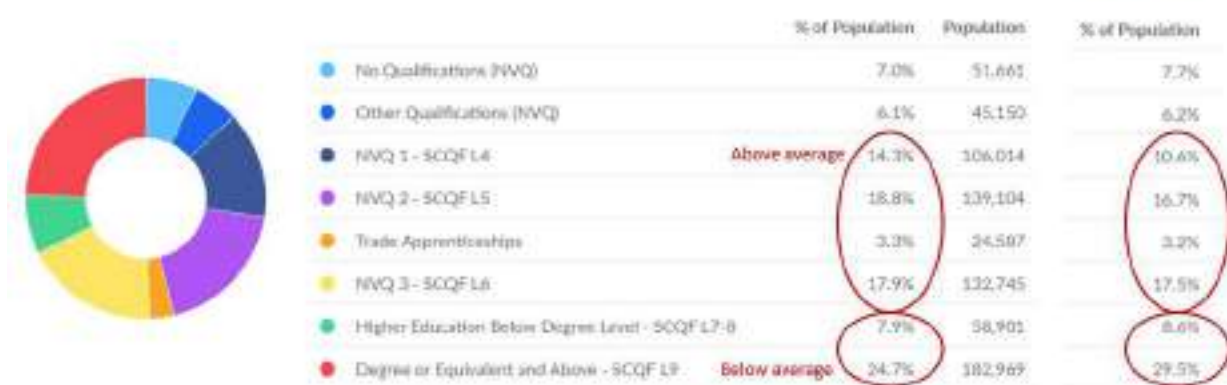 % of Population Population % of Population
No Qualifications (NVQ) 7.0% 51,661 7.7%
Other Qualifications (NVQ) 6.1% 45,150 6.2%
NVQ 1 - SCQF L4 Above average 14.3% 106,014 10.6%
NVQ 2 - SCQF L5 18.8% 139,104 16.7%
Trade Apprenticeships 3.3% 24,587 3.2%
NVQ 3 - SCQF L6 17.9% 132,745 17.5%
Higher Education Below Degree Level - SCQF L7-8 7.9% 58,901 8.6%
Degree or Equivalent and Above - SCQF L9 Below average 24.7% 182,969 29.5%